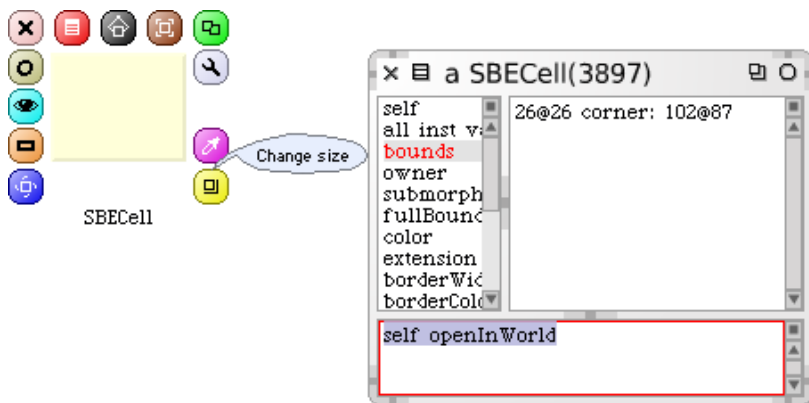 Change size
SBECell
a SBECell(3897)
self
all inst va
bounds
owner
submorph
fullBound
color
extension
borderWid
borderColo
26@26 corner: 102@87
self openInWorld